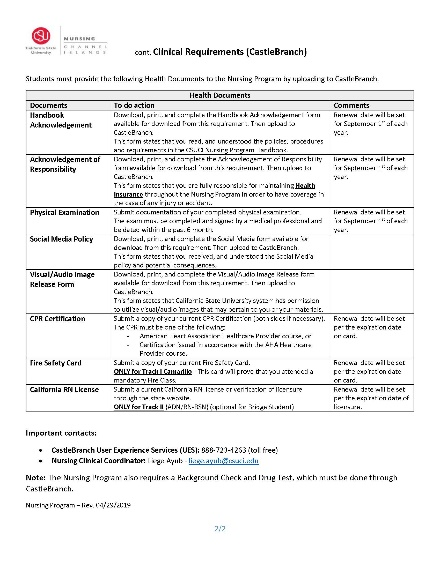 NURSING
CALIFORNIA STATE UNIVERSITY
CHANNEL ISLANDS
cont. Clinical Requirements (CastleBranch)
Students must provide the following Health Documents to the Nursing Program by uploading to CastleBranch:
Health Documents
Documents To do action Comments
Handbook Acknowledgement
Download, print, and complete the Handbook Acknowledgement form
available for download from this requirement. Then upload to
CastleBranch.
This form states that you read, and understood the policies, procedures
and requirements in the CSUCI Nursing Program Handbook.
Renewal date will be set
for September 1st of each
year.
Acknowledgement of
Responsibility
Download, print, and complete the Acknowledgement of Responsibility
form available for download from this requirement. Then upload to
CastleBranch.
This form states that you are fully responsible for maintaining Health
Insurance throughout the Nursing Program in order to have coverage in
the case of any injury or accident.
Renewal date will be set
for September 1st of each
year.
Physical Examination
Submit documentation of your completed physical examination.
The exam must be completed and signed by a medical professional and
be dated within the past 6 months.
Renewal date will be set
for September 1st of each
year.
Social Media Policy
Download, print, and complete the Social Media form available for
download from this requirement. Then upload to CastleBranch.
This form states that you received, and understood the Social Media
policy and potential consequences.
Visual/Audio Image
Release Form
Download, print, and complete the Visual/Audio Image Release form
available for download from this requirement. Then upload to
CastleBranch.
This form states that California State University system has permission
to utilize visual/audio images that may pertain to you or your materials.
CPR Certification
Submit a copy of your current CPR Certification (both sides if necessary).
The CPR must be one of the following:
- American Heart Association Healthcare Provider course, or
- Certification issued in accordance with the AHA Healthcare
Provider course.
Renewal date will be set
per the expiration date
on card.
Fire Safety Card
Submit a copy of your current Fire Safety Card.
ONLY for Track I Camarillo - This card will prove that you attended a
mandatory Fire Class.
Renewal date will be set
per the expiration date
on card.
California RN License
Submit a current California RN license or verification of licensure
through the state website.
ONLY for Track II (ADN/RN-BSN) (optional for Bridge Student)
Renewal date will be set
per the expiration date of
licensure.
Important contacts:
• CastleBranch User Experience Services (UES): 888-723-4263 (toll free)
• Nursing Clinical Coordinator: Liege Ayub - liege.ayub@csuci.edu
Note: The Nursing Program also requires a Background Check and Drug Test, which must be done through
CastleBranch.
Nursing Program – Rev. 04/29/2019
2/2